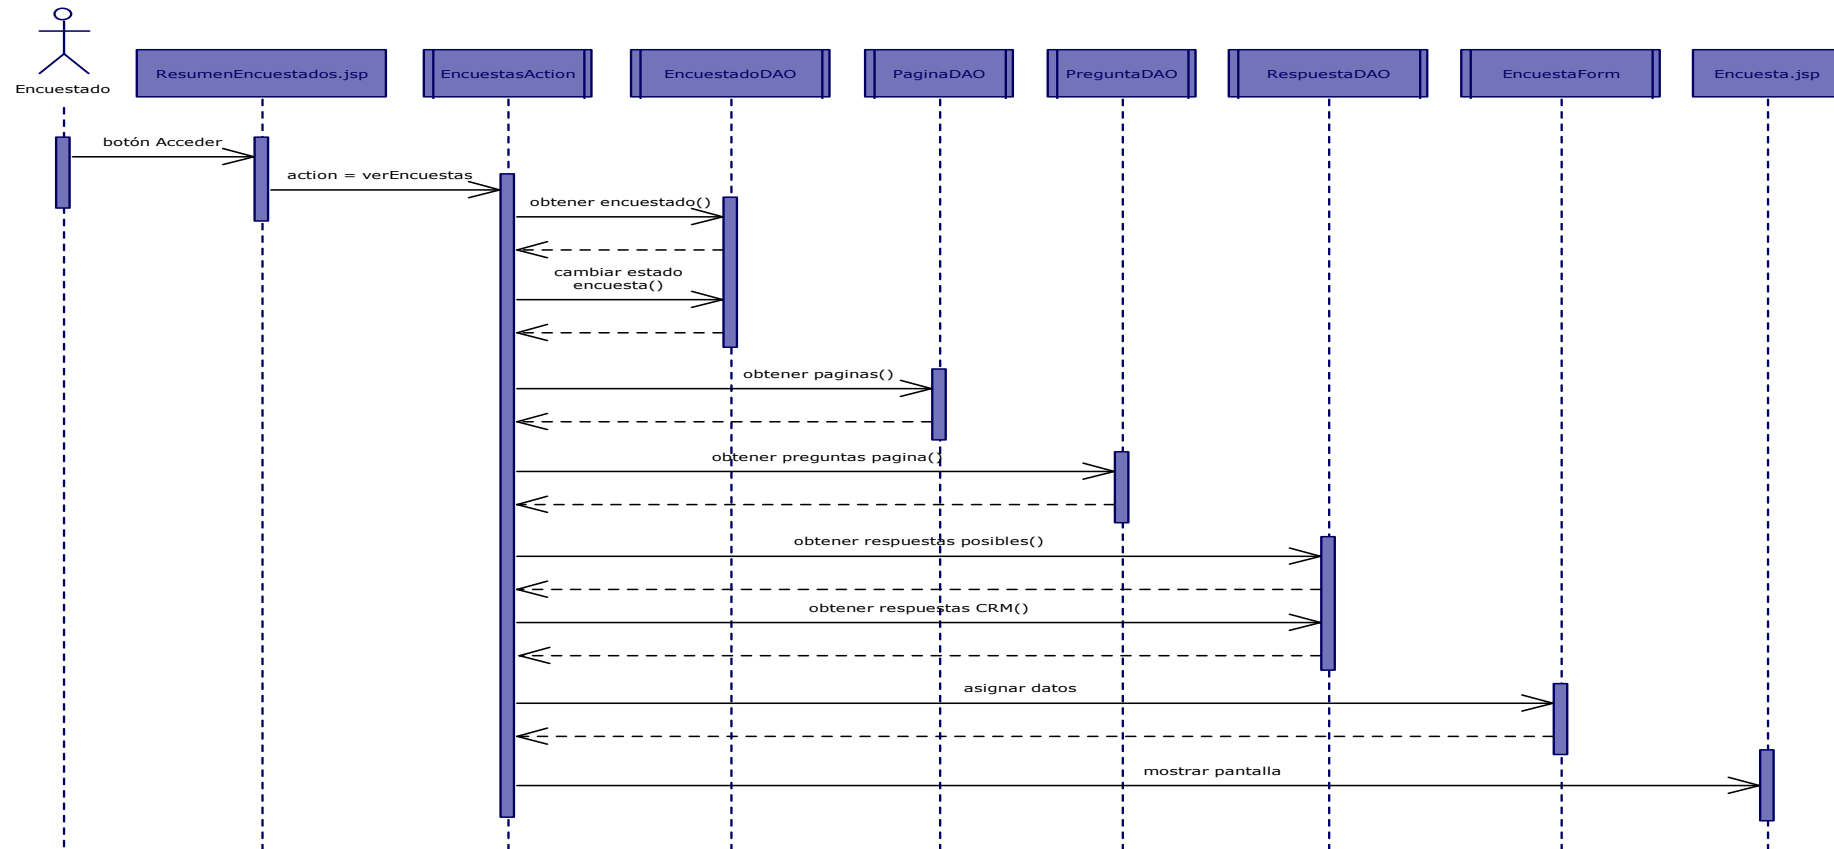 Encuestado
ResumenEncuestados.jsp
EncuestasAction
EncuestadoDAO
PaginaDAO
PreguntaDAO
RespuestaDAO
EncuestaForm
Encuesta.jsp
botón Acceder
action = verEncuestas
obtener encuestado()
cambiar estado
encuesta()
obtener paginas()
obtener preguntas pagina()
obtener respuestas posibles()
obtener respuestas CRM()
asignar datos
mostrar pantalla